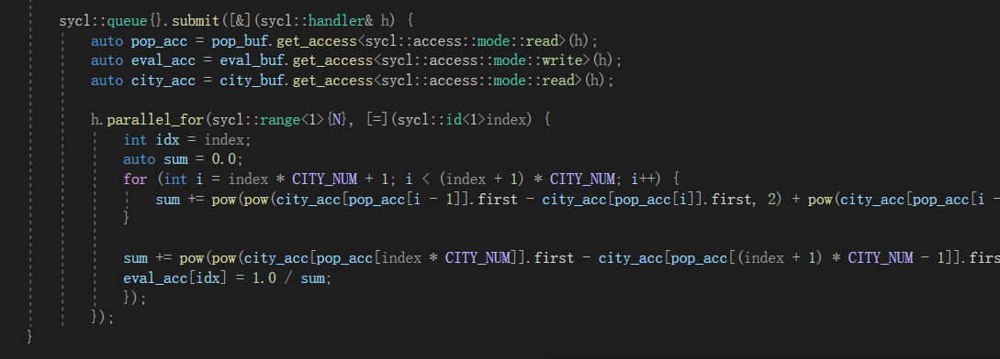 sycl::queue{}.submit([&](sycl::handler& h) {
auto pop_acc = pop_buf.get_access<sycl::access::mode::read>(h);
auto eval_acc = eval_buf.get_access<sycl::access::mode::write>(h);
auto city_acc = city_buf.get_access<sycl::access::mode::read>(h);
h.parallel_for(sycl::range<1>{N}, [=](sycl::id<1>index) {
int idx = index;
auto sum = 0.0;
for (int i = index * CITY_NUM + 1; i < (index + 1) * CITY_NUM; i++) {
sum += pow(pow(city_acc[pop_acc[i - 1]].first - city_acc[pop_acc[i]].first, 2) + pow(city_acc[pop_acc[i -
}
sum += pow(pow(city_acc[pop_acc[index * CITY_NUM]].first - city_acc[pop_acc[(index + 1) * CITY_NUM - 1]].firs
eval_acc[idx] = 1.0 / sum;
});
});
}